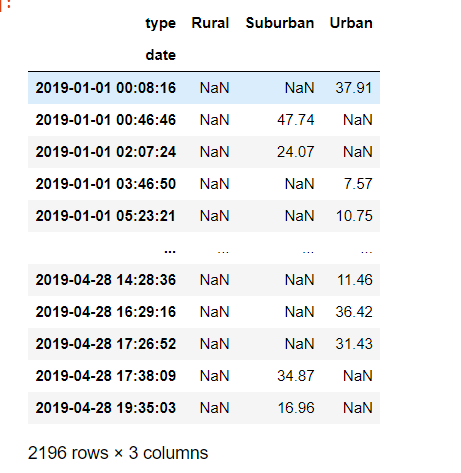 type Rural Suburban Urban
date
2019-01-01 00:08:16 NaN NaN 37.91
2019-01-01 00:46:46 NaN 47.74 NaN
2019-01-01 02:07:24 NaN 24.07 NaN
2019-01-01 03:46:50 NaN NaN 7.57
2019-01-01 05:23:21 NaN NaN 10.75
... ... ... ...
2019-04-28 14:28:36 NaN NaN 11.46
2019-04-28 16:29:16 NaN NaN 36.42
2019-04-28 17:26:52 NaN NaN 31.43
2019-04-28 17:38:09 NaN 34.87 NaN
2019-04-28 19:35:03 NaN 16.96 NaN
2196 rows × 3 columns